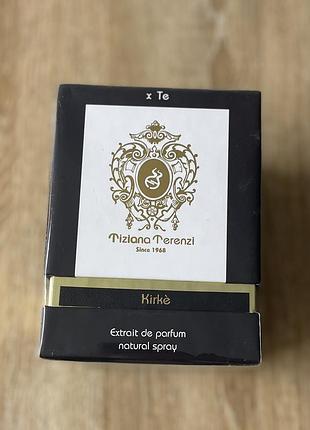 x Te
Tiziana Terenzi
Since 1968
Kirkè
Extrait de parfum
natural spray